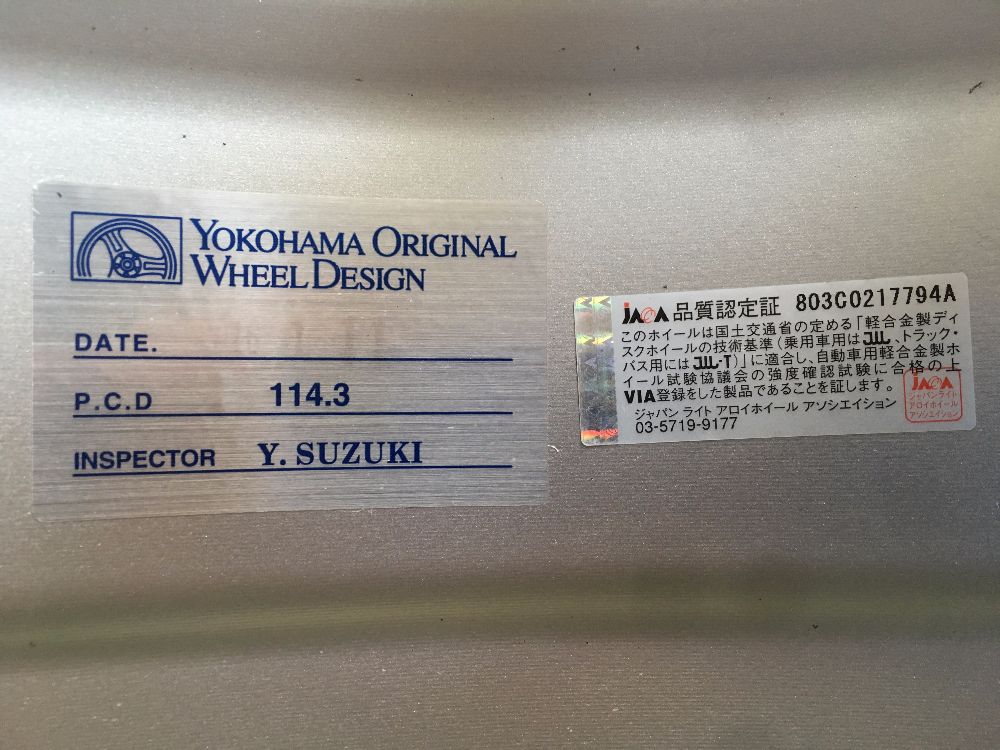 YOKOHAMA ORIGINAL
WHEEL DESIGN
DATE.
P.C.D 114.3
INSPECTOR Y. SUZUKI
JAWA 品質認定証 803C0217794A
このホイールは国土交通省の定める「軽合金製ディ
スクホイールの技術基準(乗用車用はJWL、トラック・
バス用にはJWL-T)」に適合し、自動車用軽合金製ホ
イール試験協議会の強度確認試験に合格の上
VIA登録をした製品であることを証します。
ジャパン ライト アロイホイール アソシエイション
03-5719-9177
JAWA
ジャパンライト
アロイホイール
アソシエイション